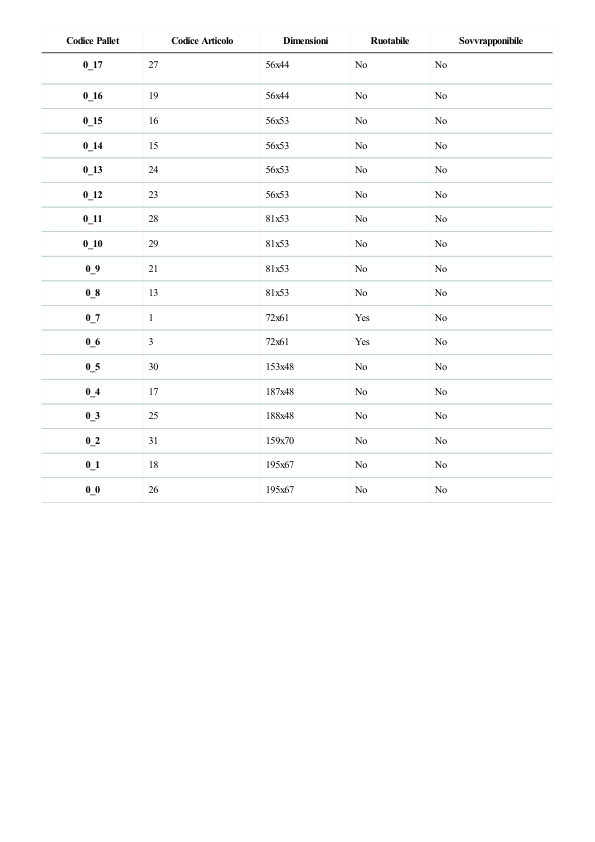 Codice Pallet Codice Articolo Dimensioni Ruotabile Sovvrapponibile
0_17 27 56x44 No No
0_16 19 56x44 No No
0_15 16 56x53 No No
0_14 15 56x53 No No
0_13 24 56x53 No No
0_12 23 56x53 No No
0_11 28 81x53 No No
0_10 29 81x53 No No
0_9 21 81x53 No No
0_8 13 81x53 No No
0_7 1 72x61 Yes No
0_6 3 72x61 Yes No
0_5 30 153x48 No No
0_4 17 187x48 No No
0_3 25 188x48 No No
0_2 31 159x70 No No
0_1 18 195x67 No No
0_0 26 195x67 No No